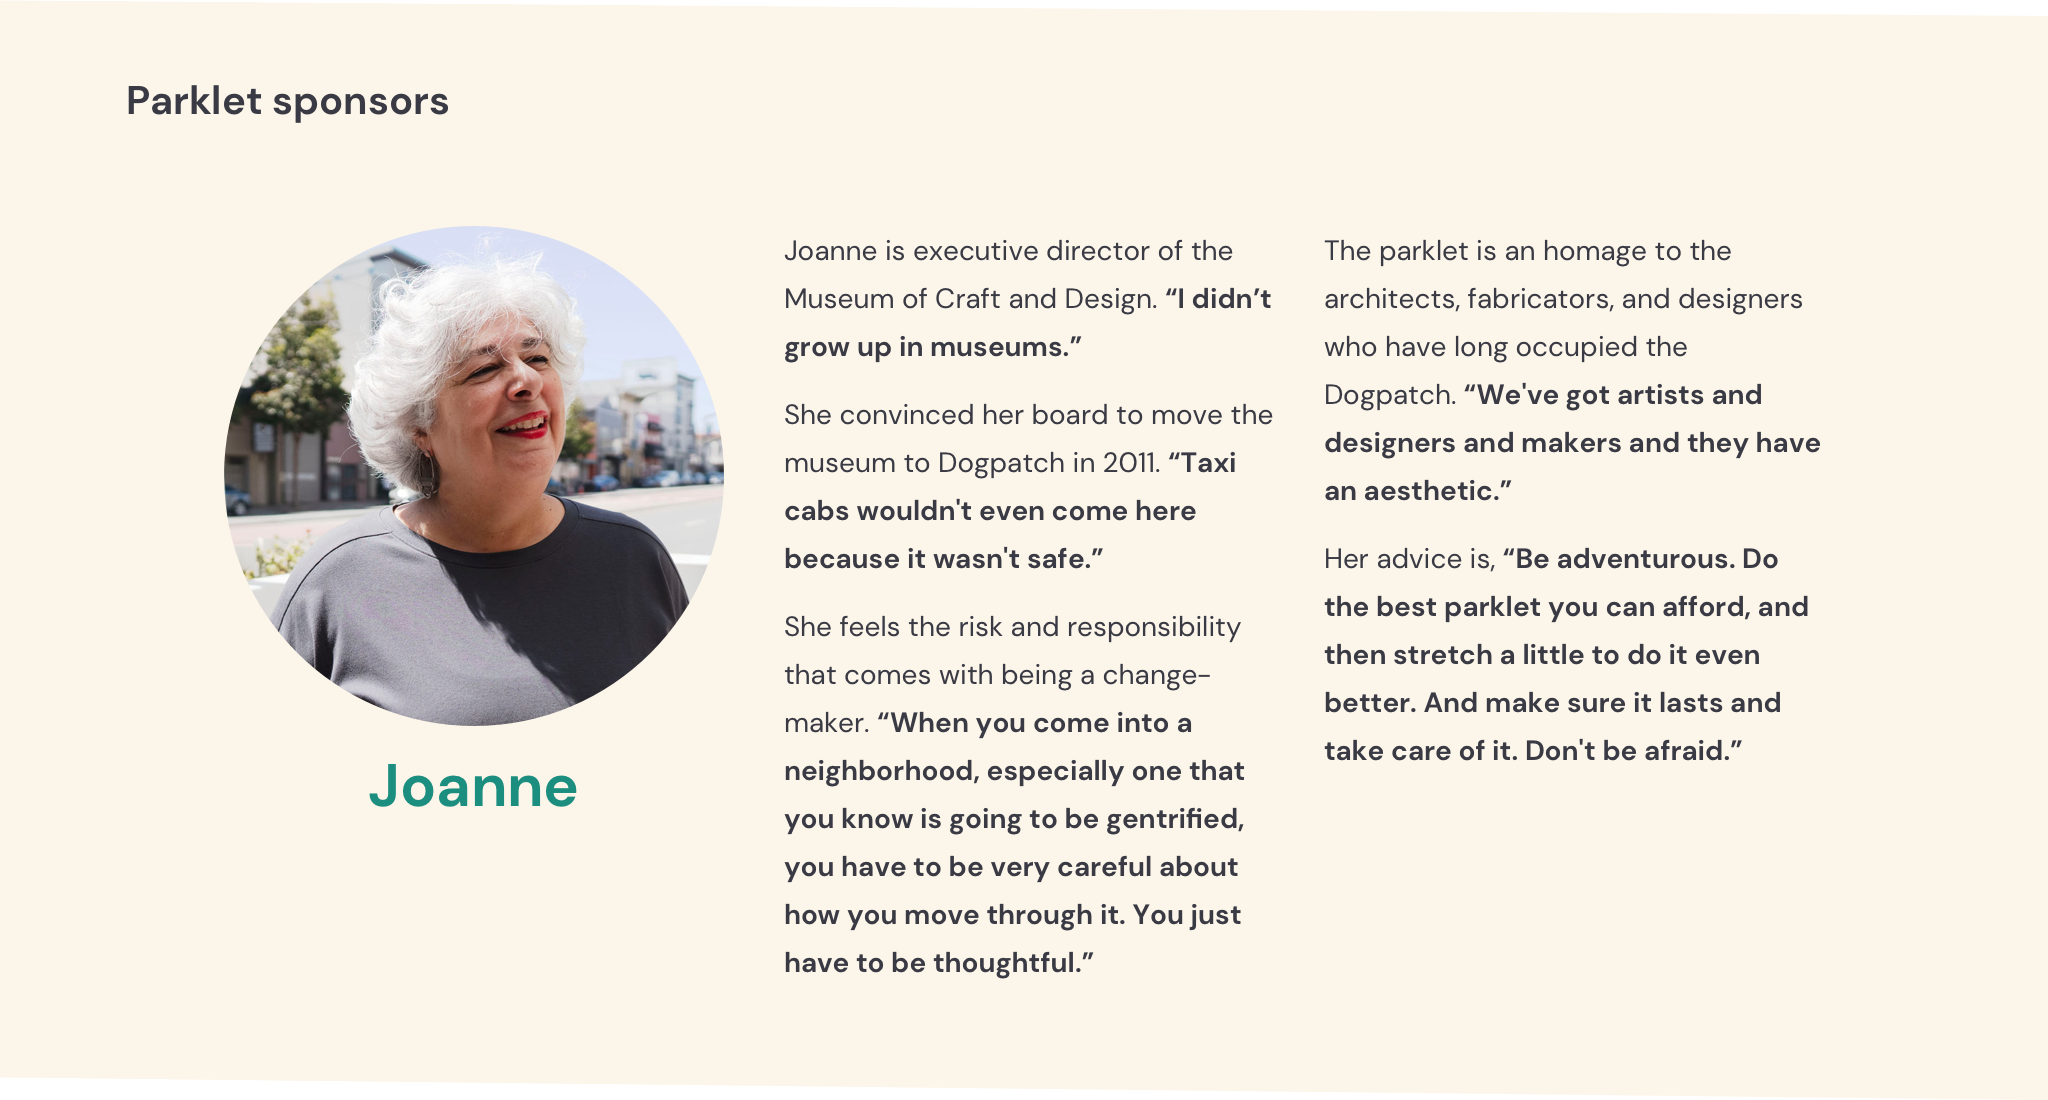 Parklet sponsors
Joanne
Joanne is executive director of the
Museum of Craft and Design. “I didn’t
grow up in museums.”
She convinced her board to move the
museum to Dogpatch in 2011. “Taxi
cabs wouldn't even come here
because it wasn't safe.”
She feels the risk and responsibility
that comes with being a change-
maker. “When you come into a
neighborhood, especially one that
you know is going to be gentrified,
you have to be very careful about
how you move through it. You just
have to be thoughtful.”
The parklet is an homage to the
architects, fabricators, and designers
who have long occupied the
Dogpatch. “We've got artists and
designers and makers and they have
an aesthetic.”
Her advice is, “Be adventurous. Do
the best parklet you can afford, and
then stretch a little to do it even
better. And make sure it lasts and
take care of it. Don't be afraid.”